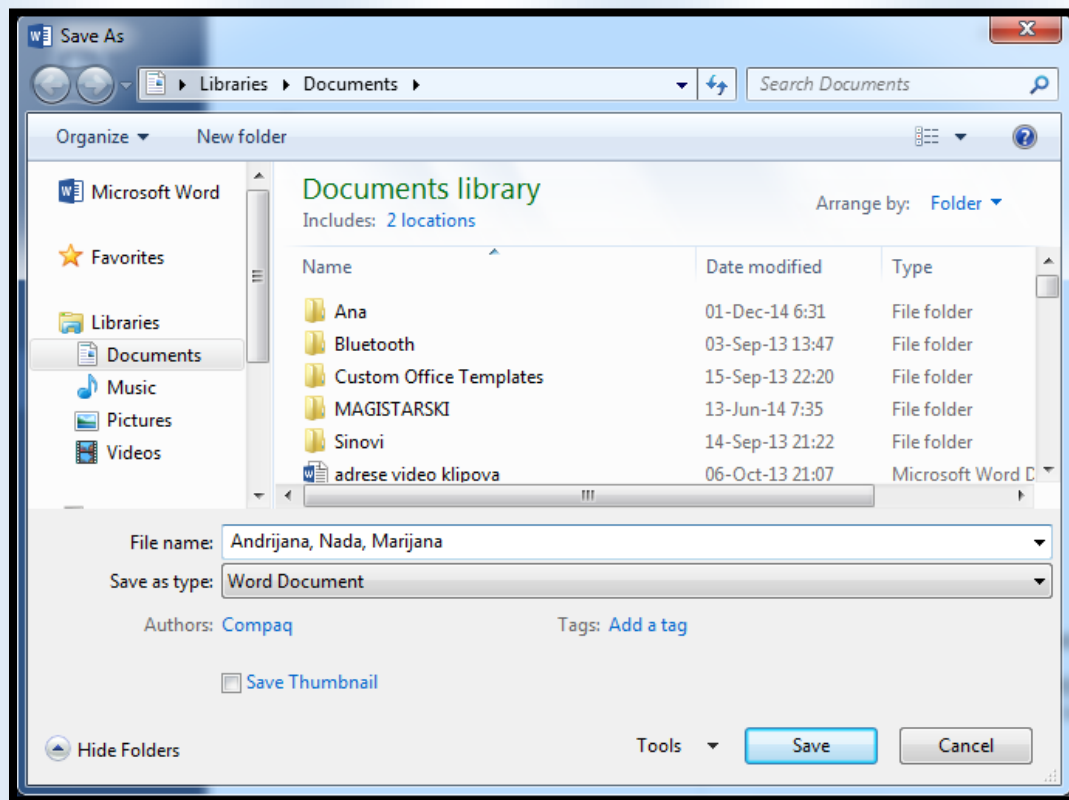 Save As
Libraries Documents
Search Documents
Organize New folder
Microsoft Word
Favorites
Libraries
Documents
Music
Pictures
Videos
Documents library
Includes: 2 locations
Arrange by: Folder
Name Date modified Type
Ana 01-Dec-14 6:31 File folder
Bluetooth 03-Sep-13 13:47 File folder
Custom Office Templates 15-Sep-13 22:20 File folder
MAGISTARSKI 13-Jun-14 7:35 File folder
Sinovi 14-Sep-13 21:22 File folder
adrese video klipova 06-Oct-13 21:07 Microsoft Word D
File name: Andrijana, Nada, Marijana
Save as type: Word Document
Authors: Compaq Tags: Add a tag
Save Thumbnail
Hide Folders Tools Save Cancel